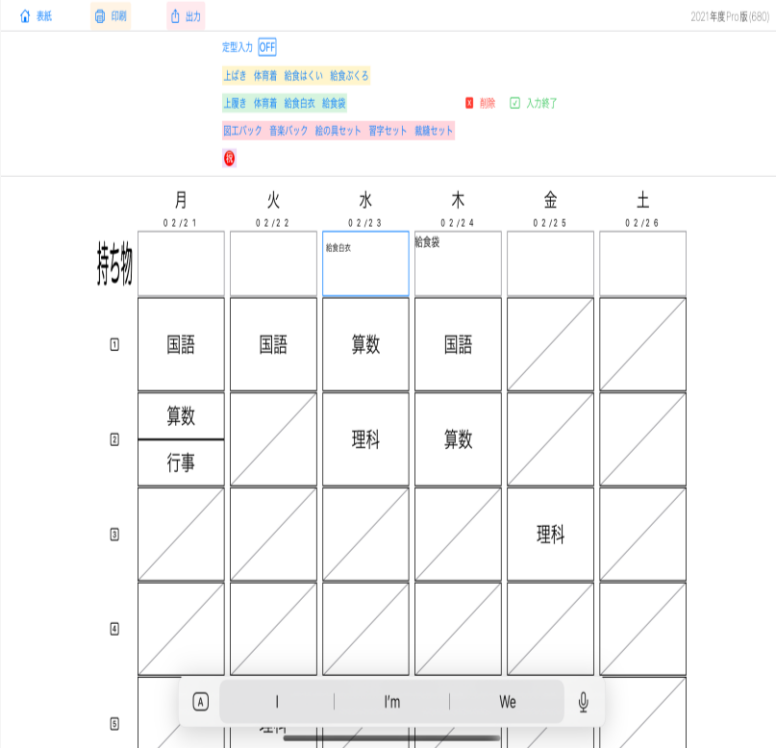 表紙 印刷 出力 2021年度Pro版(680)
定型入力 OFF
上ばき 体育着 給食はくい 給食ぶくろ
上履き 体育着 給食白衣 給食袋 削除 入力終了
図工バック 音楽バック 絵の具セット 習字セット 裁縫セット
祝
月 火 水 木 金 土
02/21 02/22 02/23 02/24 02/25 02/26
持ち物 給食白衣 給食袋
1 国語 国語 算数 国語
2 算数 理科 算数
行事
3 理科
4
A I I'm We
5 理科